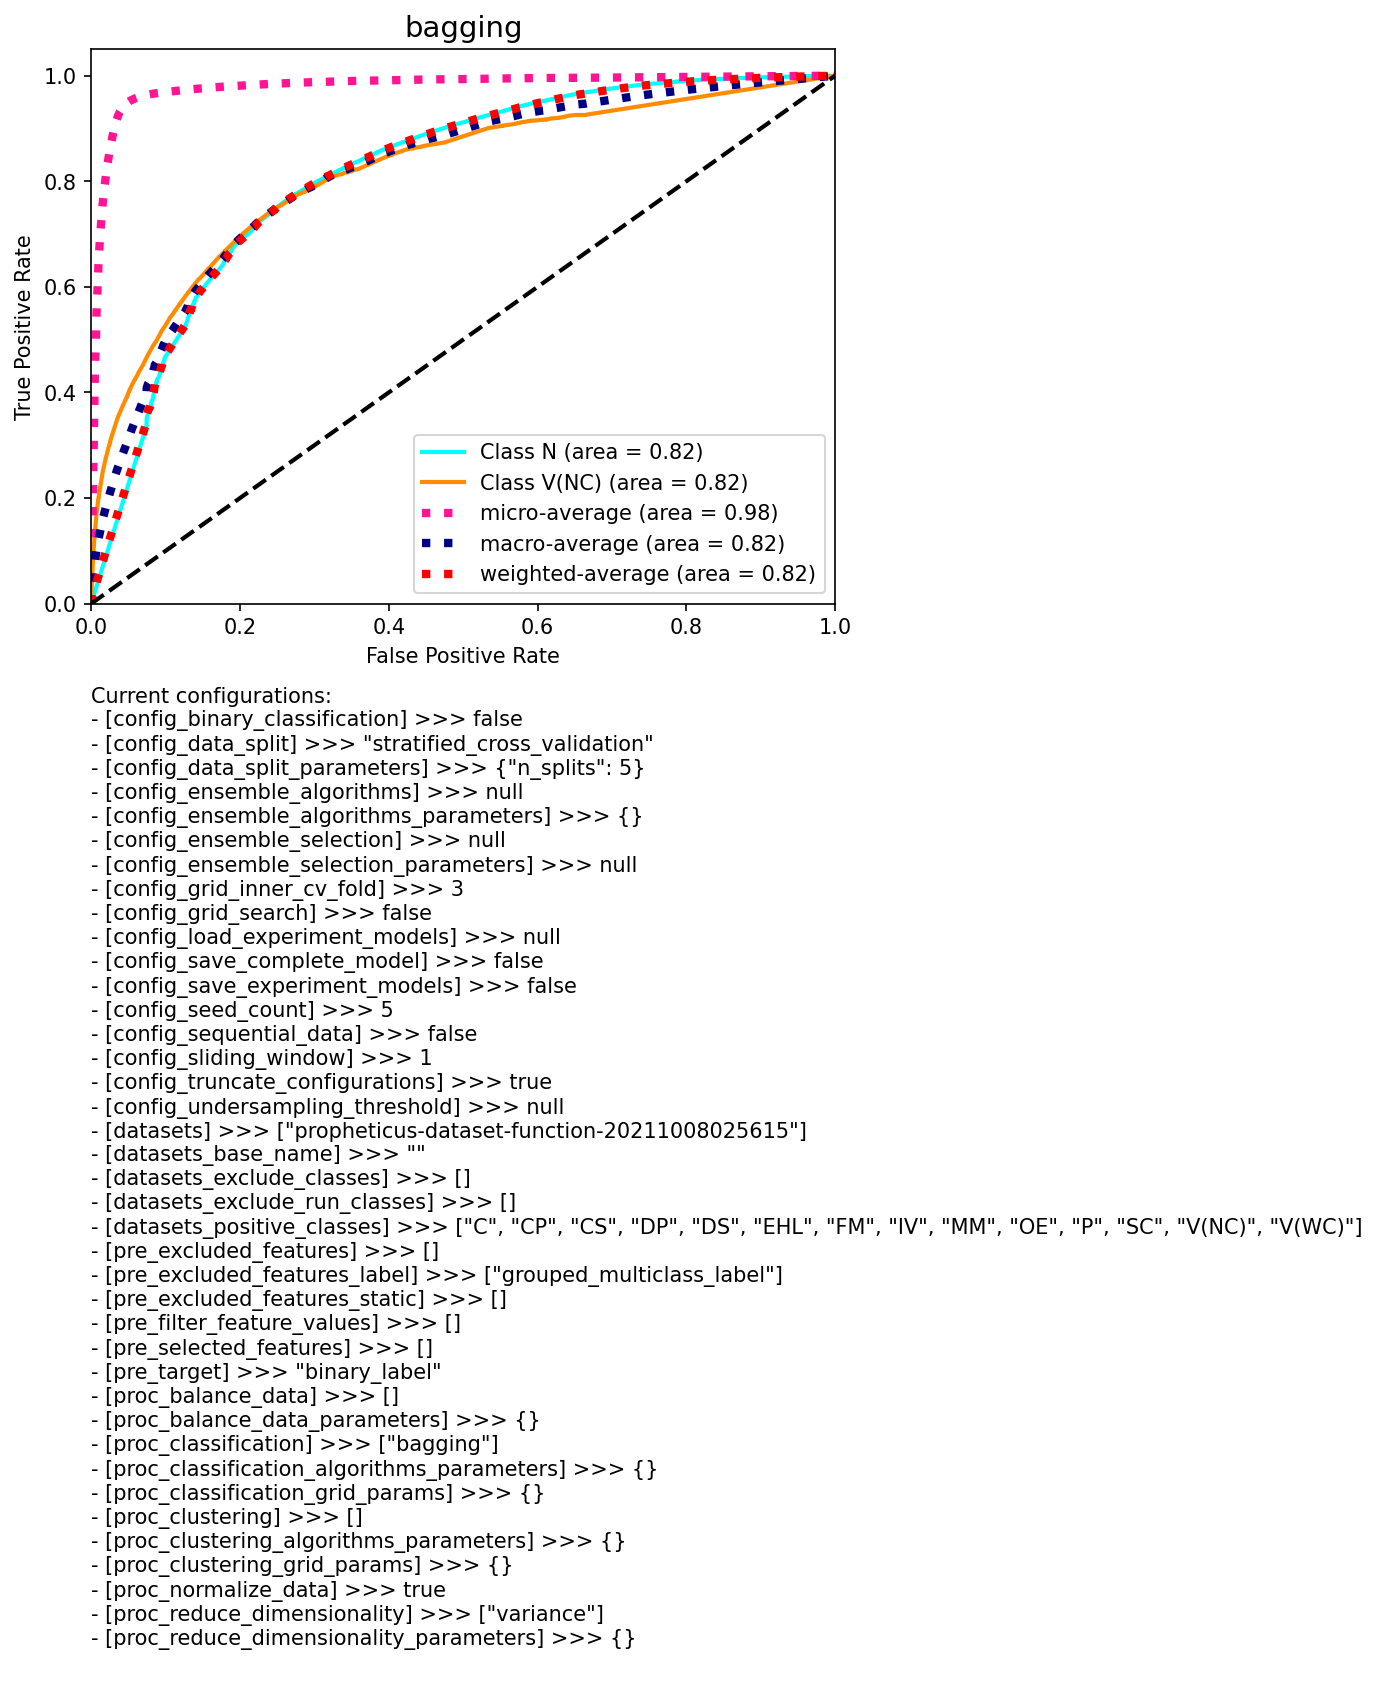 bagging
1.0
0.8
0.6
0.4
0.2
0.0
True Positive Rate
Class N (area = 0.82)
Class V(NC) (area = 0.82)
micro-average (area = 0.98)
macro-average (area = 0.82)
weighted-average (area = 0.82)
0.0 0.2 0.4 0.6 0.8 1.0
False Positive Rate
Current configurations:
- [config_binary_classification] >>> false
- [config_data_split] >>> "stratified_cross_validation"
- [config_data_split_parameters] >>> {"n_splits": 5}
- [config_ensemble_algorithms] >>> null
- [config_ensemble_algorithms_parameters] >>> {}
- [config_ensemble_selection] >>> null
- [config_ensemble_selection_parameters] >>> null
- [config_grid_inner_cv_fold] >>> 3
- [config_grid_search] >>> false
- [config_load_experiment_models] >>> null
- [config_save_complete_model] >>> false
- [config_save_experiment_models] >>> false
- [config_seed_count] >>> 5
- [config_sequential_data] >>> false
- [config_sliding_window] >>> 1
- [config_truncate_configurations] >>> true
- [config_undersampling_threshold] >>> null
- [datasets] >>> ["propheticus-dataset-function-20211008025615"]
- [datasets_base_name] >>> ""
- [datasets_exclude_classes] >>> []
- [datasets_exclude_run_classes] >>> []
- [datasets_positive_classes] >>> ["C", "CP", "CS", "DP", "DS", "EHL", "FM", "IV", "MM", "OE", "P", "SC", "V(NC)", "V(WC)"]
- [pre_excluded_features] >>> []
- [pre_excluded_features_label] >>> ["grouped_multiclass_label"]
- [pre_excluded_features_static] >>> []
- [pre_filter_feature_values] >>> []
- [pre_selected_features] >>> []
- [pre_target] >>> "binary_label"
- [proc_balance_data] >>> []
- [proc_balance_data_parameters] >>> {}
- [proc_classification] >>> ["bagging"]
- [proc_classification_algorithms_parameters] >>> {}
- [proc_classification_grid_params] >>> {}
- [proc_clustering] >>> []
- [proc_clustering_algorithms_parameters] >>> {}
- [proc_clustering_grid_params] >>> {}
- [proc_normalize_data] >>> true
- [proc_reduce_dimensionality] >>> ["variance"]
- [proc_reduce_dimensionality_parameters] >>> {}